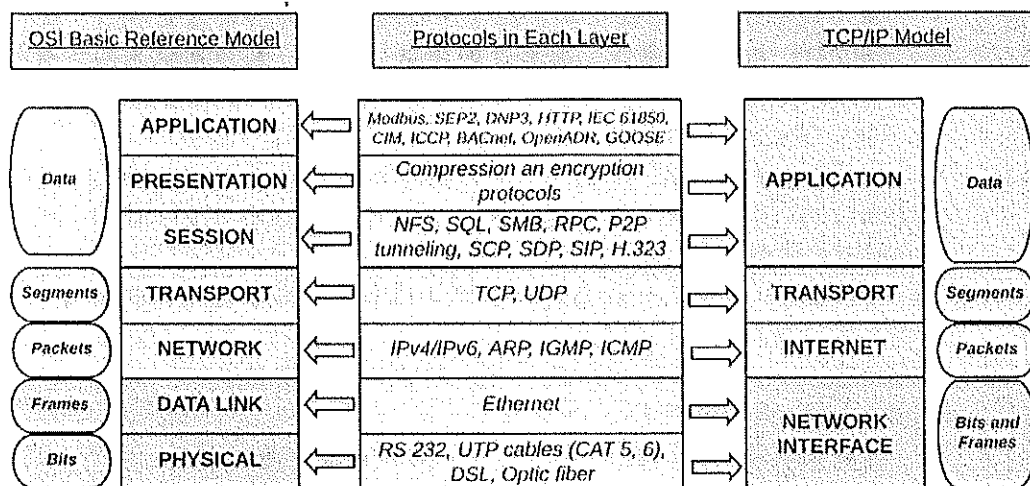 OSI Basic Reference Model
Protocols in Each Layer
TCP/IP Model
Data
APPLICATION
Modbus, SEP2, DNP3, HTTP, IEC 61850,
CIM, ICCP, BACnet, OpenADR, GOOSE
PRESENTATION
Compression an encryption
protocols
SESSION
NFS, SQL, SMB, RPC, P2P
tunneling, SCP, SDP, SIP, H.323
APPLICATION
Data
Segments
TRANSPORT
TCP, UDP
TRANSPORT
Segments
Packets
NETWORK
IPv4/IPv6, ARP, IGMP, ICMP
INTERNET
Packets
Frames
DATA LINK
Ethernet
Bits
PHYSICAL
RS 232, UTP cables (CAT 5, 6),
DSL, Optic fiber
NETWORK
INTERFACE
Bits and
Frames